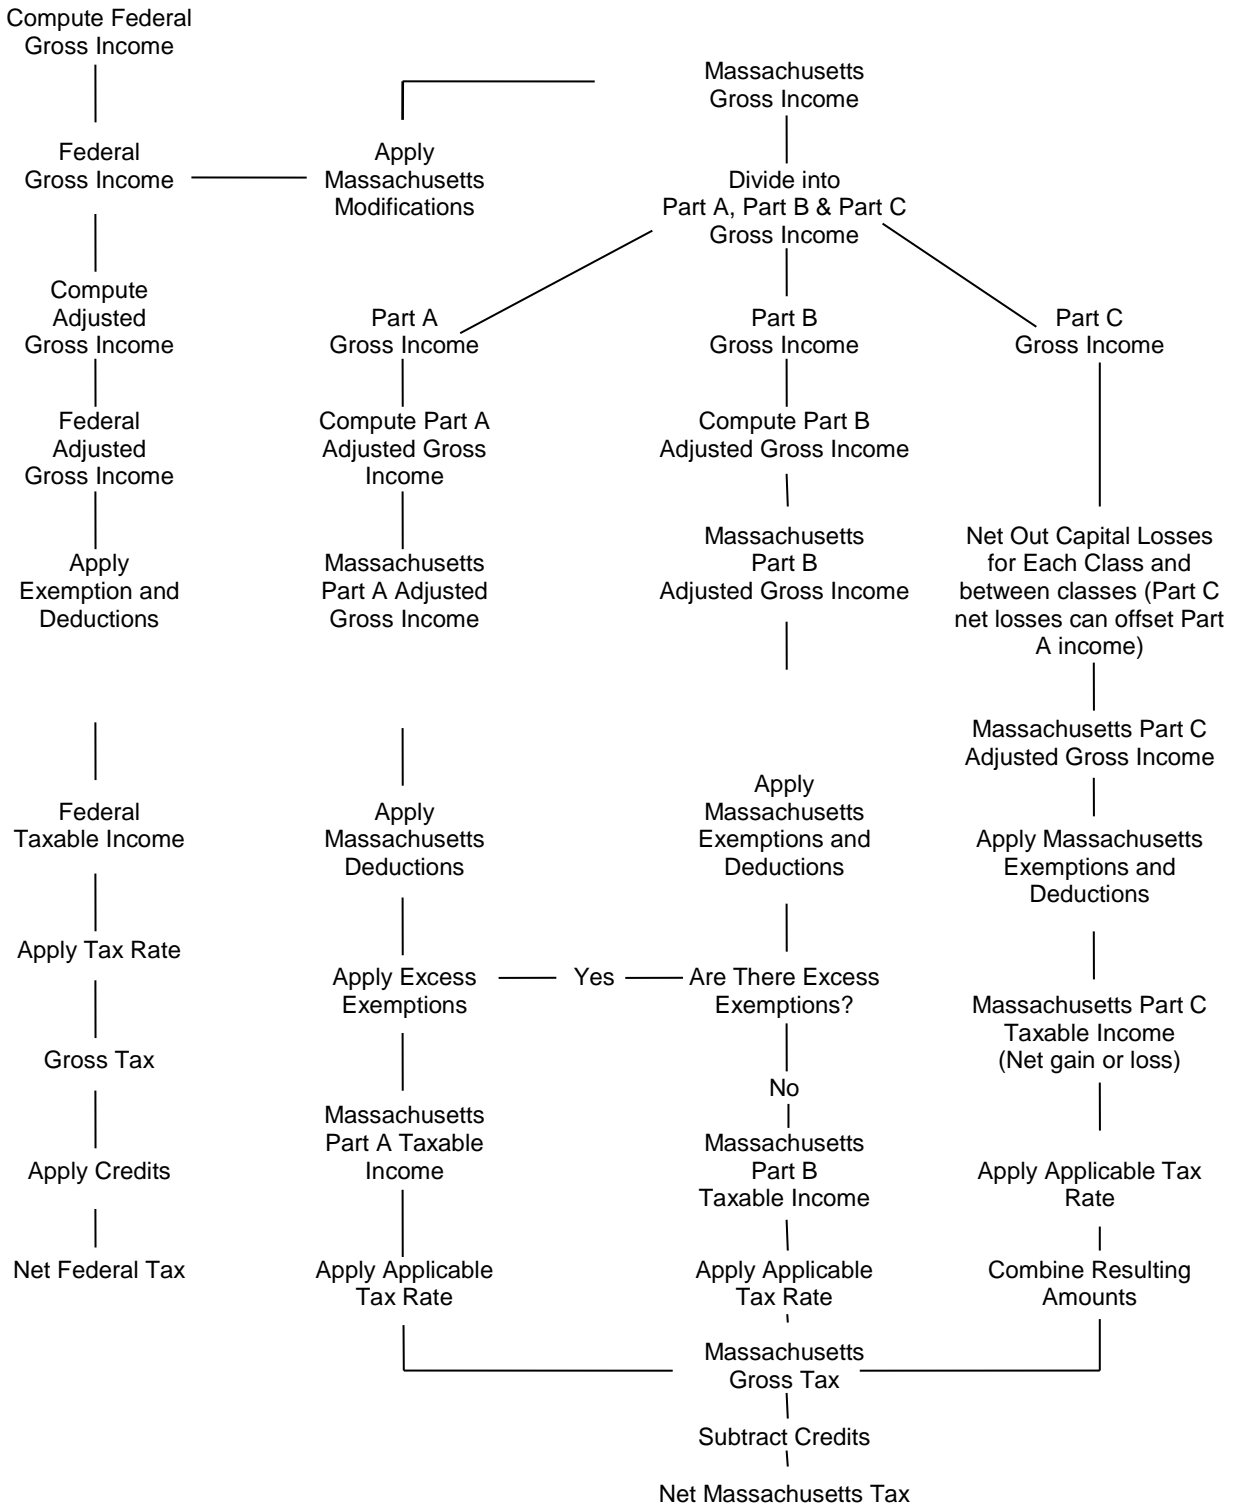 Compute Federal
Gross Income
Massachusetts
Gross Income
Federal
Gross Income
Apply
Massachusetts
Modifications
Divide into
Part A, Part B & Part C
Gross Income
Compute
Adjusted
Gross Income
Part A
Gross Income
Part B
Gross Income
Part C
Gross Income
Federal
Adjusted
Gross Income
Compute Part A
Adjusted Gross
Income
Compute Part B
Adjusted Gross Income
Apply
Exemption and
Deductions
Massachusetts
Part A Adjusted
Gross Income
Massachusetts
Part B
Adjusted Gross Income
Net Out Capital Losses
for Each Class and
between classes (Part C
net losses can offset Part
A income)
Massachusetts Part C
Adjusted Gross Income
Federal
Taxable Income
Apply
Massachusetts
Deductions
Apply
Massachusetts
Exemptions and
Deductions
Apply Massachusetts
Exemptions and
Deductions
Apply Tax Rate
Apply Excess
Exemptions
Yes
Are There Excess
Exemptions?
Massachusetts Part C
Taxable Income
(Net gain or loss)
Gross Tax
No
Massachusetts
Part A Taxable
Income
Massachusetts
Part B
Taxable Income
Apply Credits
Apply Applicable Tax
Rate
Net Federal Tax
Apply Applicable
Tax Rate
Apply Applicable
Tax Rate
Combine Resulting
Amounts
Massachusetts
Gross Tax
Subtract Credits
Net Massachusetts Tax